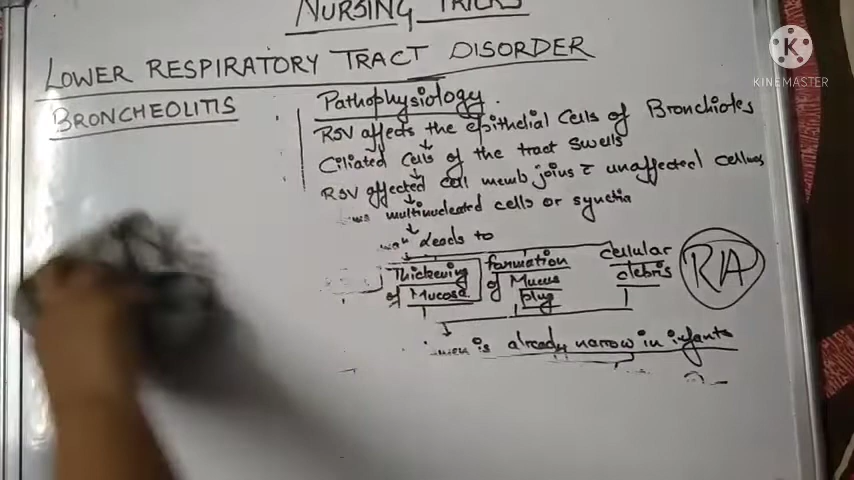 NURSING TRICKS
LOWER RESPIRATORY TRACT DISORDER
BRONCHEOLITIS
Pathophysiology
RSV affects the epithelial cells of Bronchioles
Ciliated Cells of the tract swells
RSV affected cell memb joins c unaffected
multinucleated cells or synctia
Leads to
Thickening of Mucosa
formation of Mucus plug
cellular debris
RIA
is already narrow in infants
K
KINEMASTER